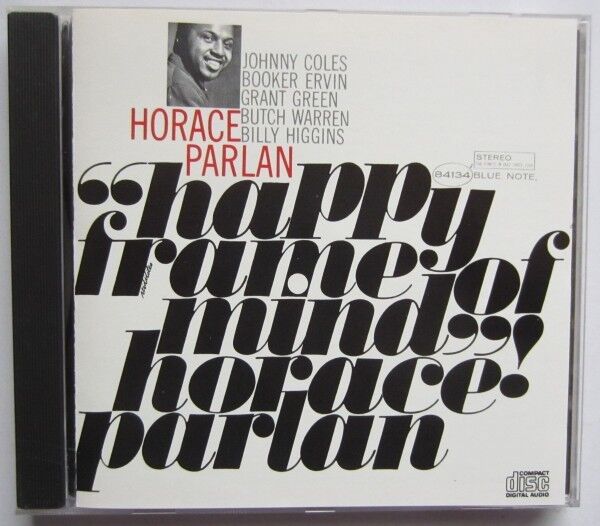 JOHNNY COLES
BOOKER ERVIN
GRANT GREEN
BUTCH WARREN
BILLY HIGGINS
HORACE
PARLAN
STEREO
84134 BLUE NOTE
“happy
frame of
mind”!
horace
parlan
COMPACT
disc
DIGITAL AUDIO